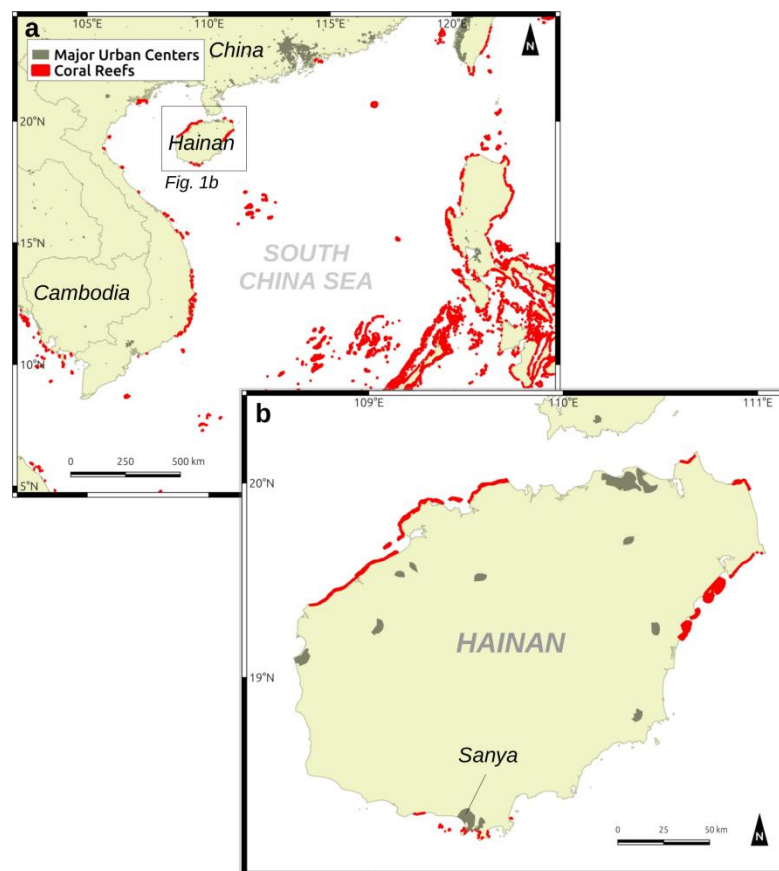 105°E
110°E
115°E
120°E
a
China
N
Major Urban Centers
Coral Reefs
20°N
Hainan
Fig. 1b
15°N
SOUTH
CHINA SEA
Cambodia
10°N
0
250
500 km
5°N
b
109°E
110°E
111°E
20°N
HAINAN
19°N
Sanya
0
25
50 km
N